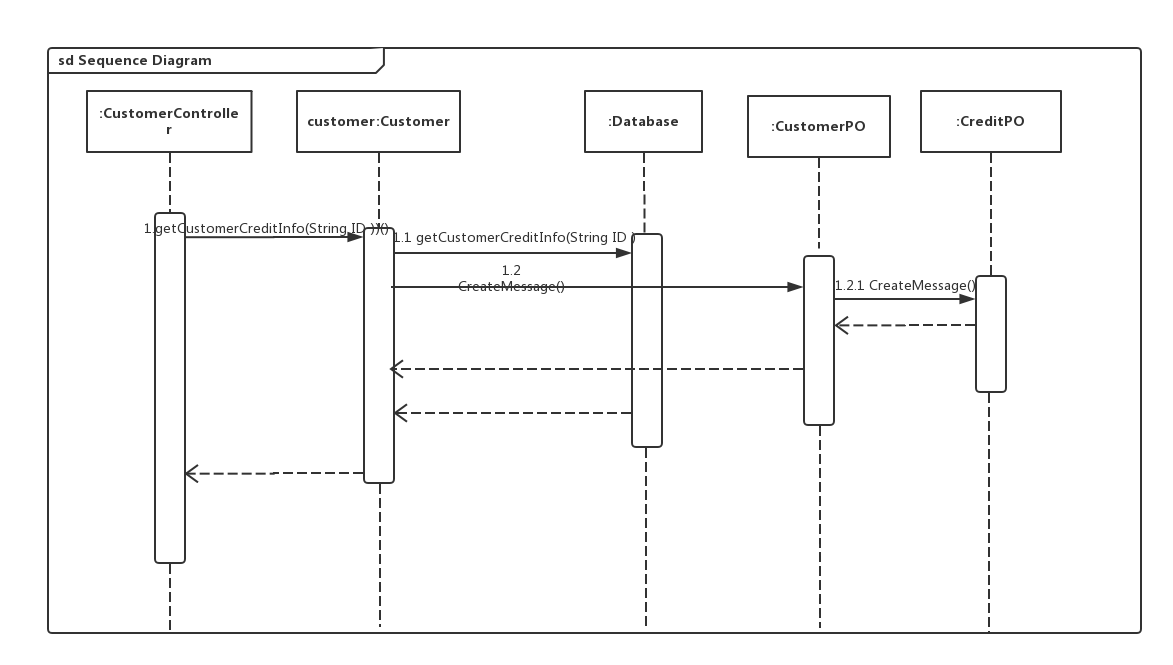 sd Sequence Diagram
:CustomerControlle
r
customer:Customer
:Database
:CustomerPO
:CreditPO
1.getCustomerCreditInfo(String ID ))()
1.1 getCustomerCreditInfo(String ID )
1.2
CreateMessage()
1.2.1 CreateMessage()